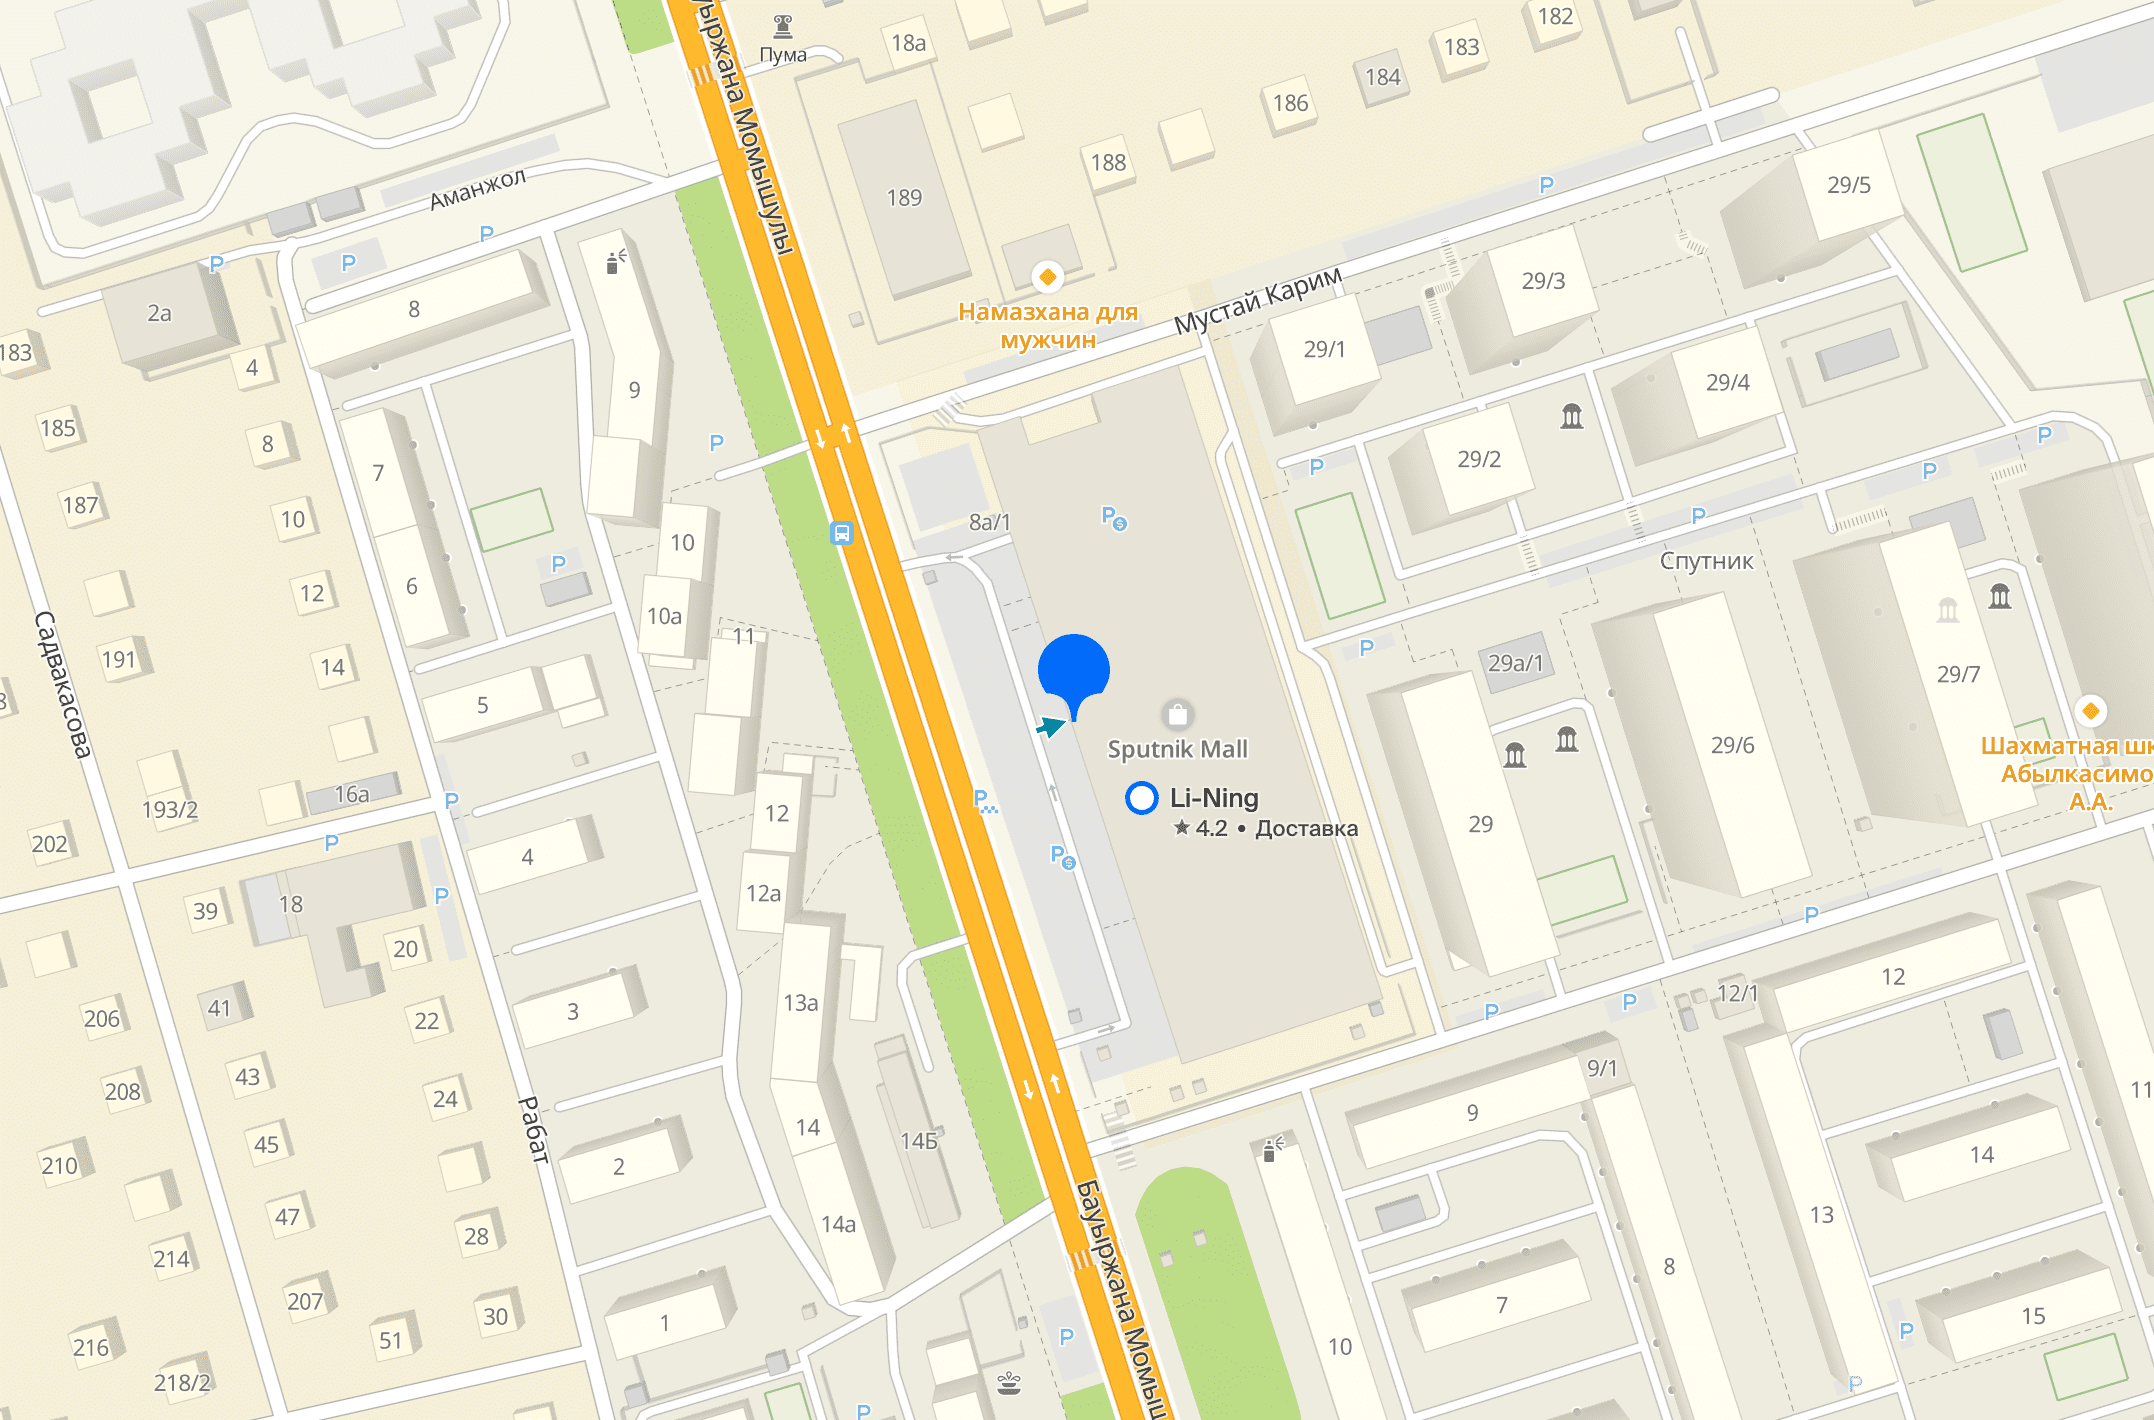 уыржана Момышулы
Пума
18а
182
183
184
186
188
189
29/5
Аманжол
P
P
P
P
2а
8
9
183
4
185
8
187
7
10
6
P
12
191
14
5
193/2
16а
202
P
P
P
18
39
20
4
3
41
206
22
43
208
24
45
210
2
47
28
214
207
30
1
51
216
218/2
Садвакасова
Рабат
P
10
10а
11
12
12а
13а
14
14а
14Б
Намазхана для
мужчин
Мустай Карим
29/1
29/3
29/4
29/2
8а/1
P
P
P
Sputnik Mall
Li-Ning
4.2 • Доставка
P
P
P
P
P
Спутник
29а/1
29
29/6
29/7
Шахматная шк
Абылкасимо
А.А.
P
P
P
12
12/1
9/1
9
14
13
11
8
7
15
10
P
P
P
P
P
Бауыржана Момыш